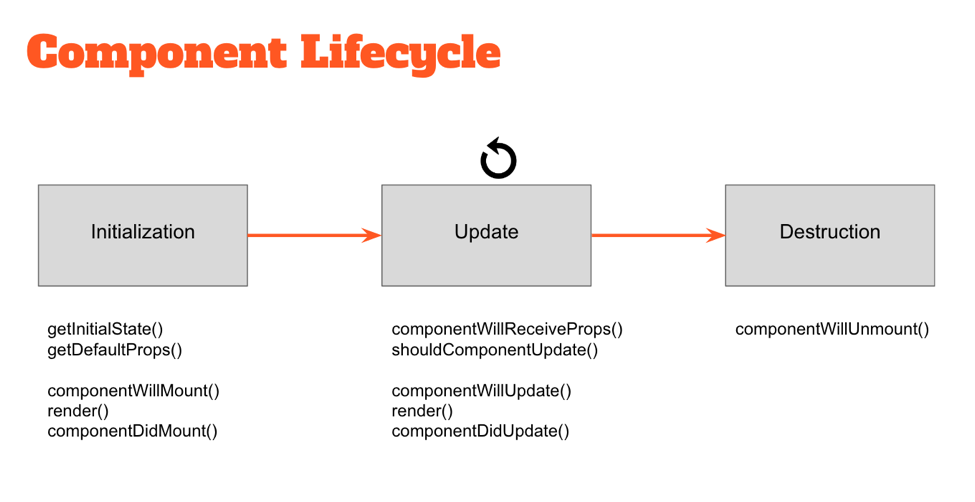 Component Lifecycle
Initialization
Update
Destruction
getInitialState()
getDefaultProps()
componentWillMount()
render()
componentDidMount()
componentWillReceiveProps()
shouldComponentUpdate()
componentWillUpdate()
render()
componentDidUpdate()
componentWillUnmount()